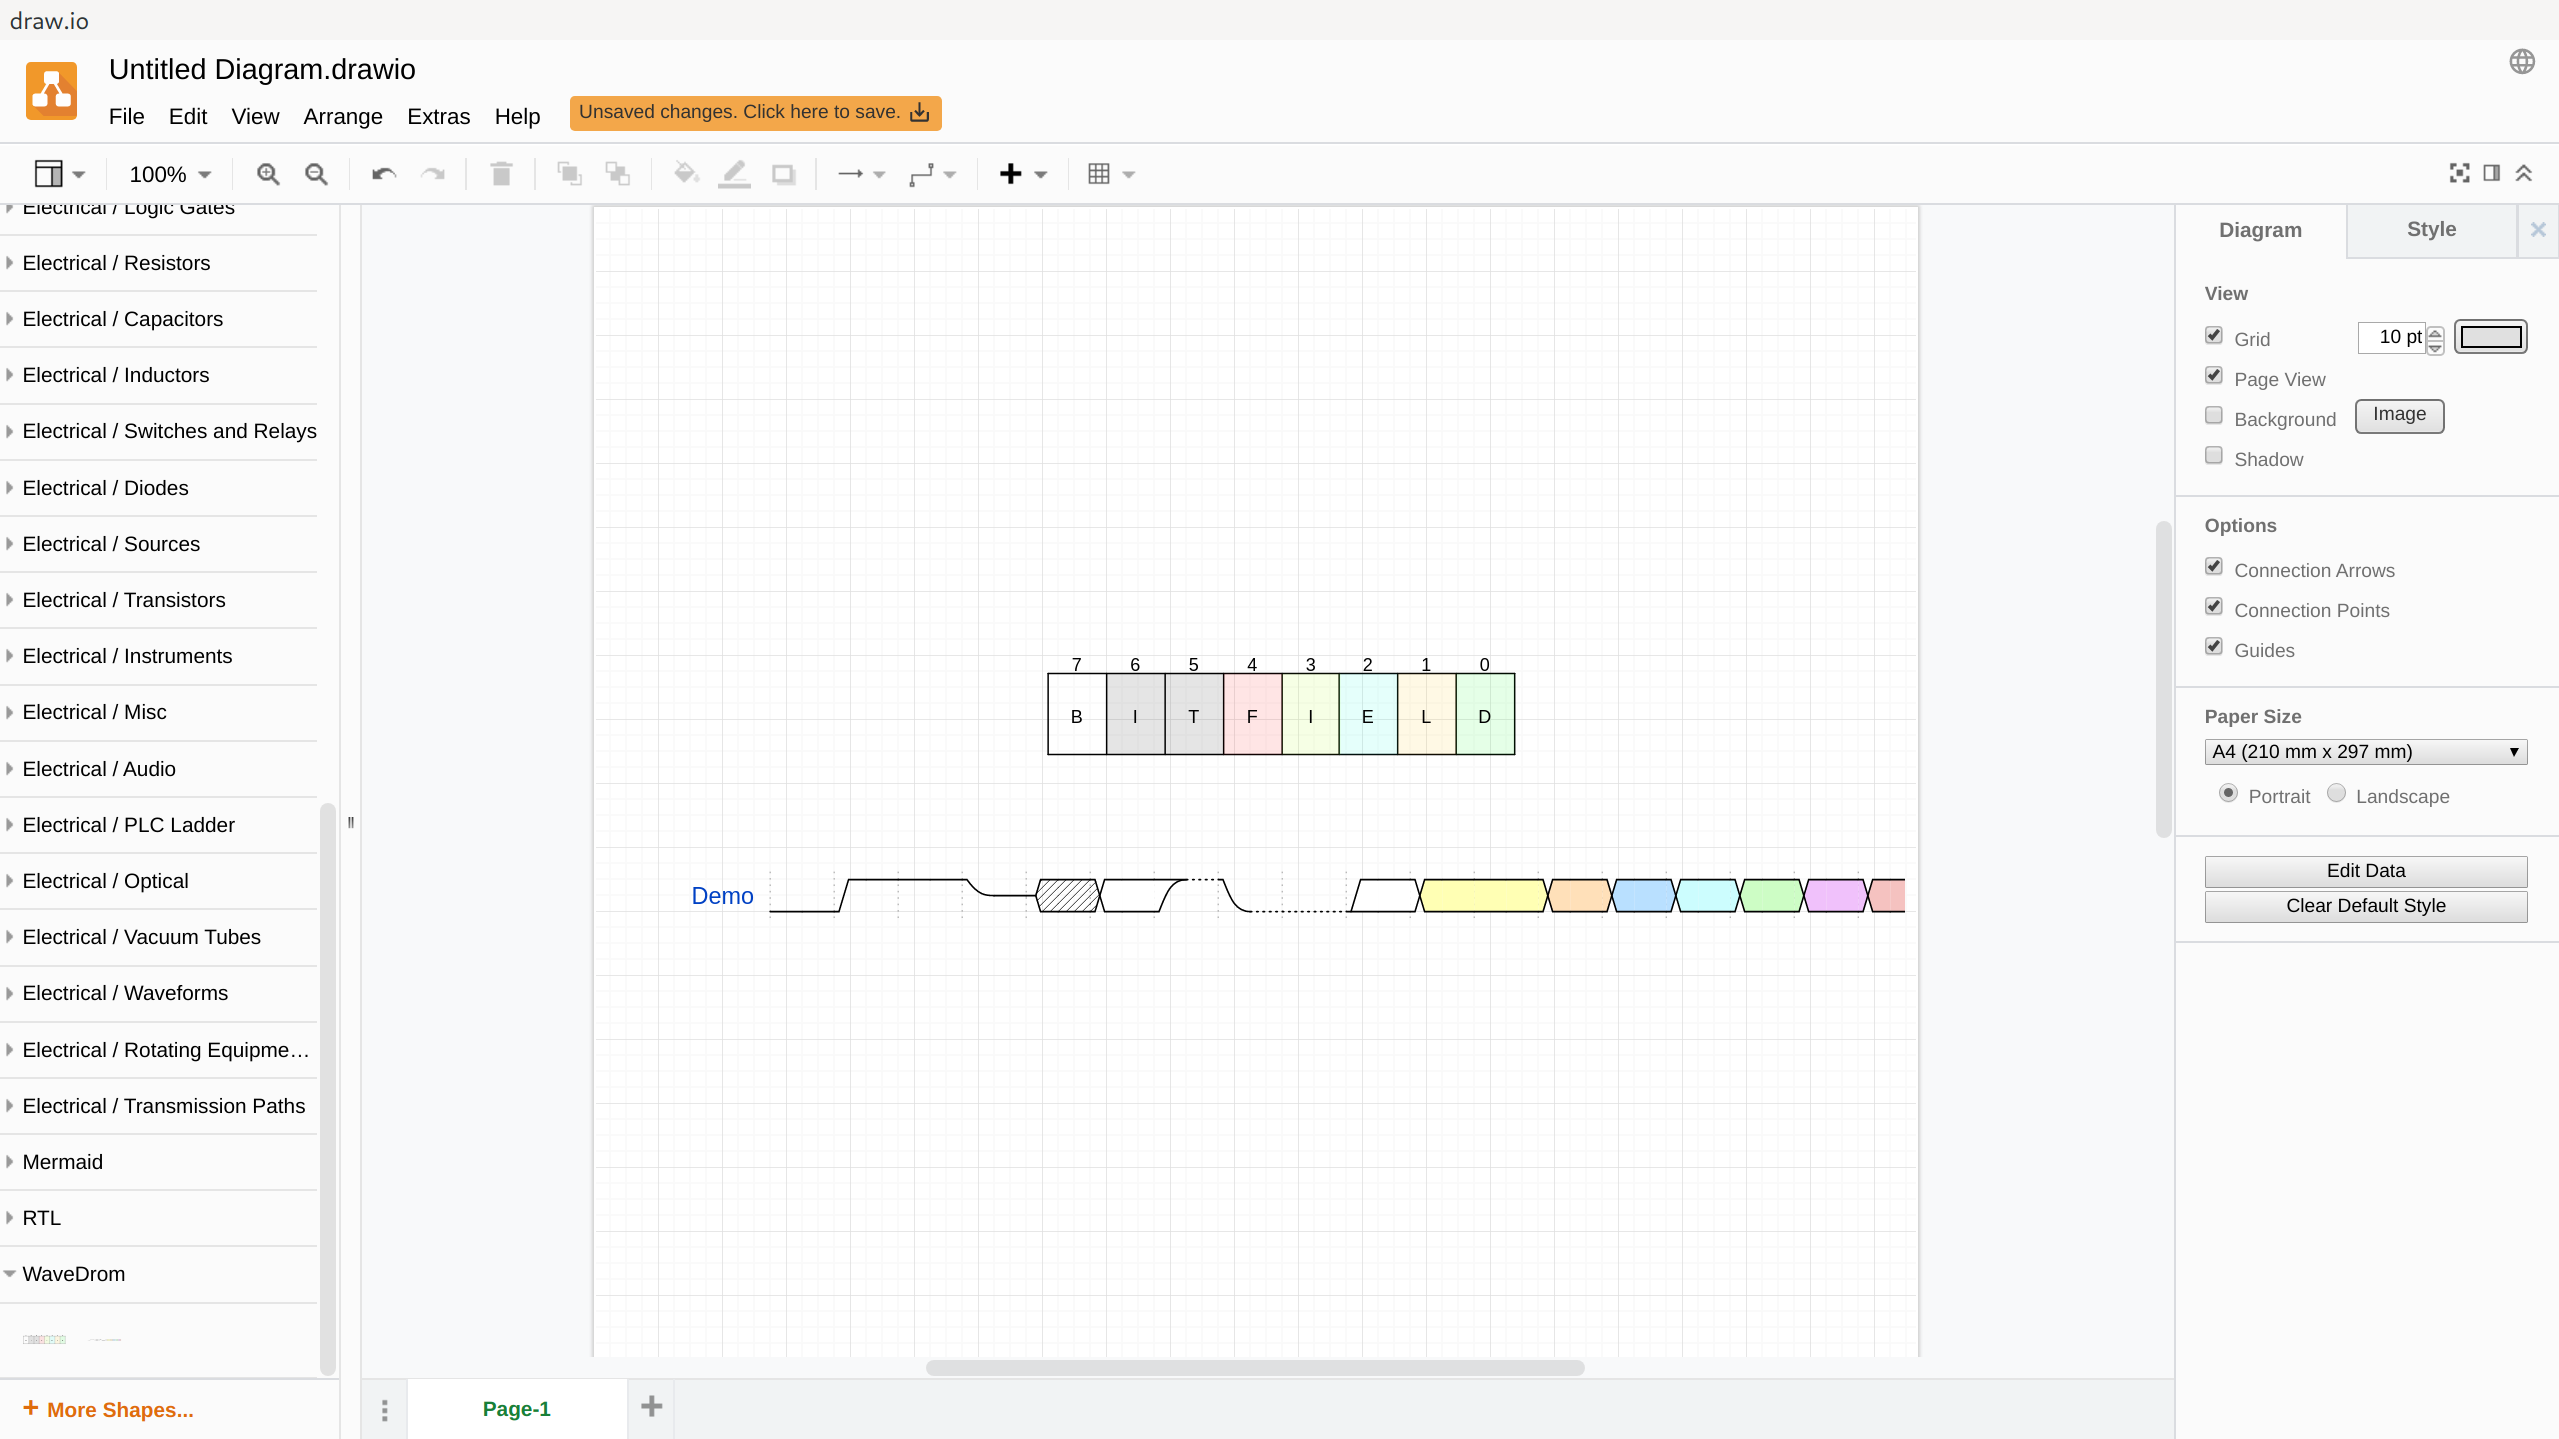 draw.io
Untitled Diagram.drawio
File Edit View Arrange Extras Help Unsaved changes. Click here to save.
100%
Electrical / Logic Gates
Electrical / Resistors
Electrical / Capacitors
Electrical / Inductors
Electrical / Switches and Relays
Electrical / Diodes
Electrical / Sources
Electrical / Transistors
Electrical / Instruments
Electrical / Misc
Electrical / Audio
Electrical / PLC Ladder
Electrical / Optical
Electrical / Vacuum Tubes
Electrical / Waveforms
Electrical / Rotating Equipme…
Electrical / Transmission Paths
Mermaid
RTL
WaveDrom
+ More Shapes...
7 6 5 4 3 2 1 0
B I T F I E L D
Demo
Page-1
Diagram Style
View
Grid 10 pt
Page View
Background Image
Shadow
Options
Connection Arrows
Connection Points
Guides
Paper Size
A4 (210 mm x 297 mm)
Portrait Landscape
Edit Data
Clear Default Style